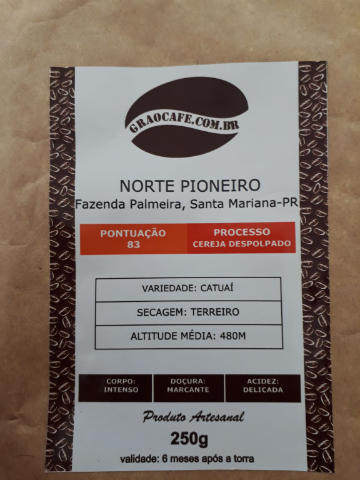 GRAOCAFE.COM.BR
NORTE PIONEIRO
Fazenda Palmeira, Santa Mariana-PR
PONTUAÇÃO
83
PROCESSO
CEREJA DESPOLPADO
VARIEDADE: CATUAÍ
SECAGEM: TERREIRO
ALTITUDE MÉDIA: 480M
CORPO:
INTENSO
DOÇURA:
MARCANTE
ACIDEZ:
DELICADA
Produto Artesanal
250g
validade: 6 meses após a torra